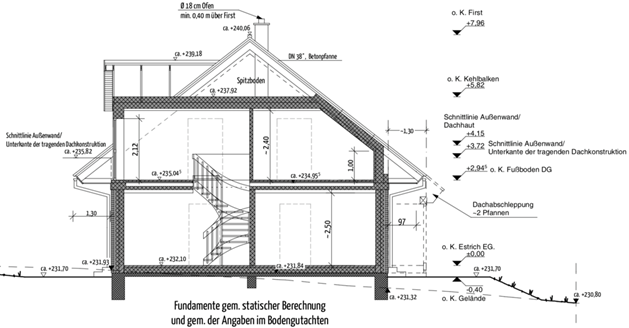 Ø 18 cm Ofen
min. 0,40 m über First
ca. +240,06
o. K. First
+7,96
ca. +239,18
DN 38°, Betonpfanne
Spitzboden
o. K. Kehlbalken
+5,82
ca. +237,92
Schnittlinie Außenwand/
Dachhaut
+4,15
~1,30
Schnittlinie Außenwand/
Unterkante der tragenden Dachkonstruktion
ca. +235,82
2,12
~2,40
1,00
+3,72
Schnittlinie Außenwand/
Unterkante der tragenden Dachkonstruktion
ca. +235,04⁵
ca. +234,95⁵
+2,94⁵ o. K. Fußboden DG
Dachabschleppung
~2 Pfannen
1,30
~2,50
97
o. K. Estrich EG.
±0,00
ca. +231,93
ca. +232,10
ca. +231,84
ca. +231,70
ca. +231,70
-0,40
o. K. Gelände
ca. +231,32
ca. +230,80
Fundamente gem. statischer Berechnung
und gem. der Angaben im Bodengutachten